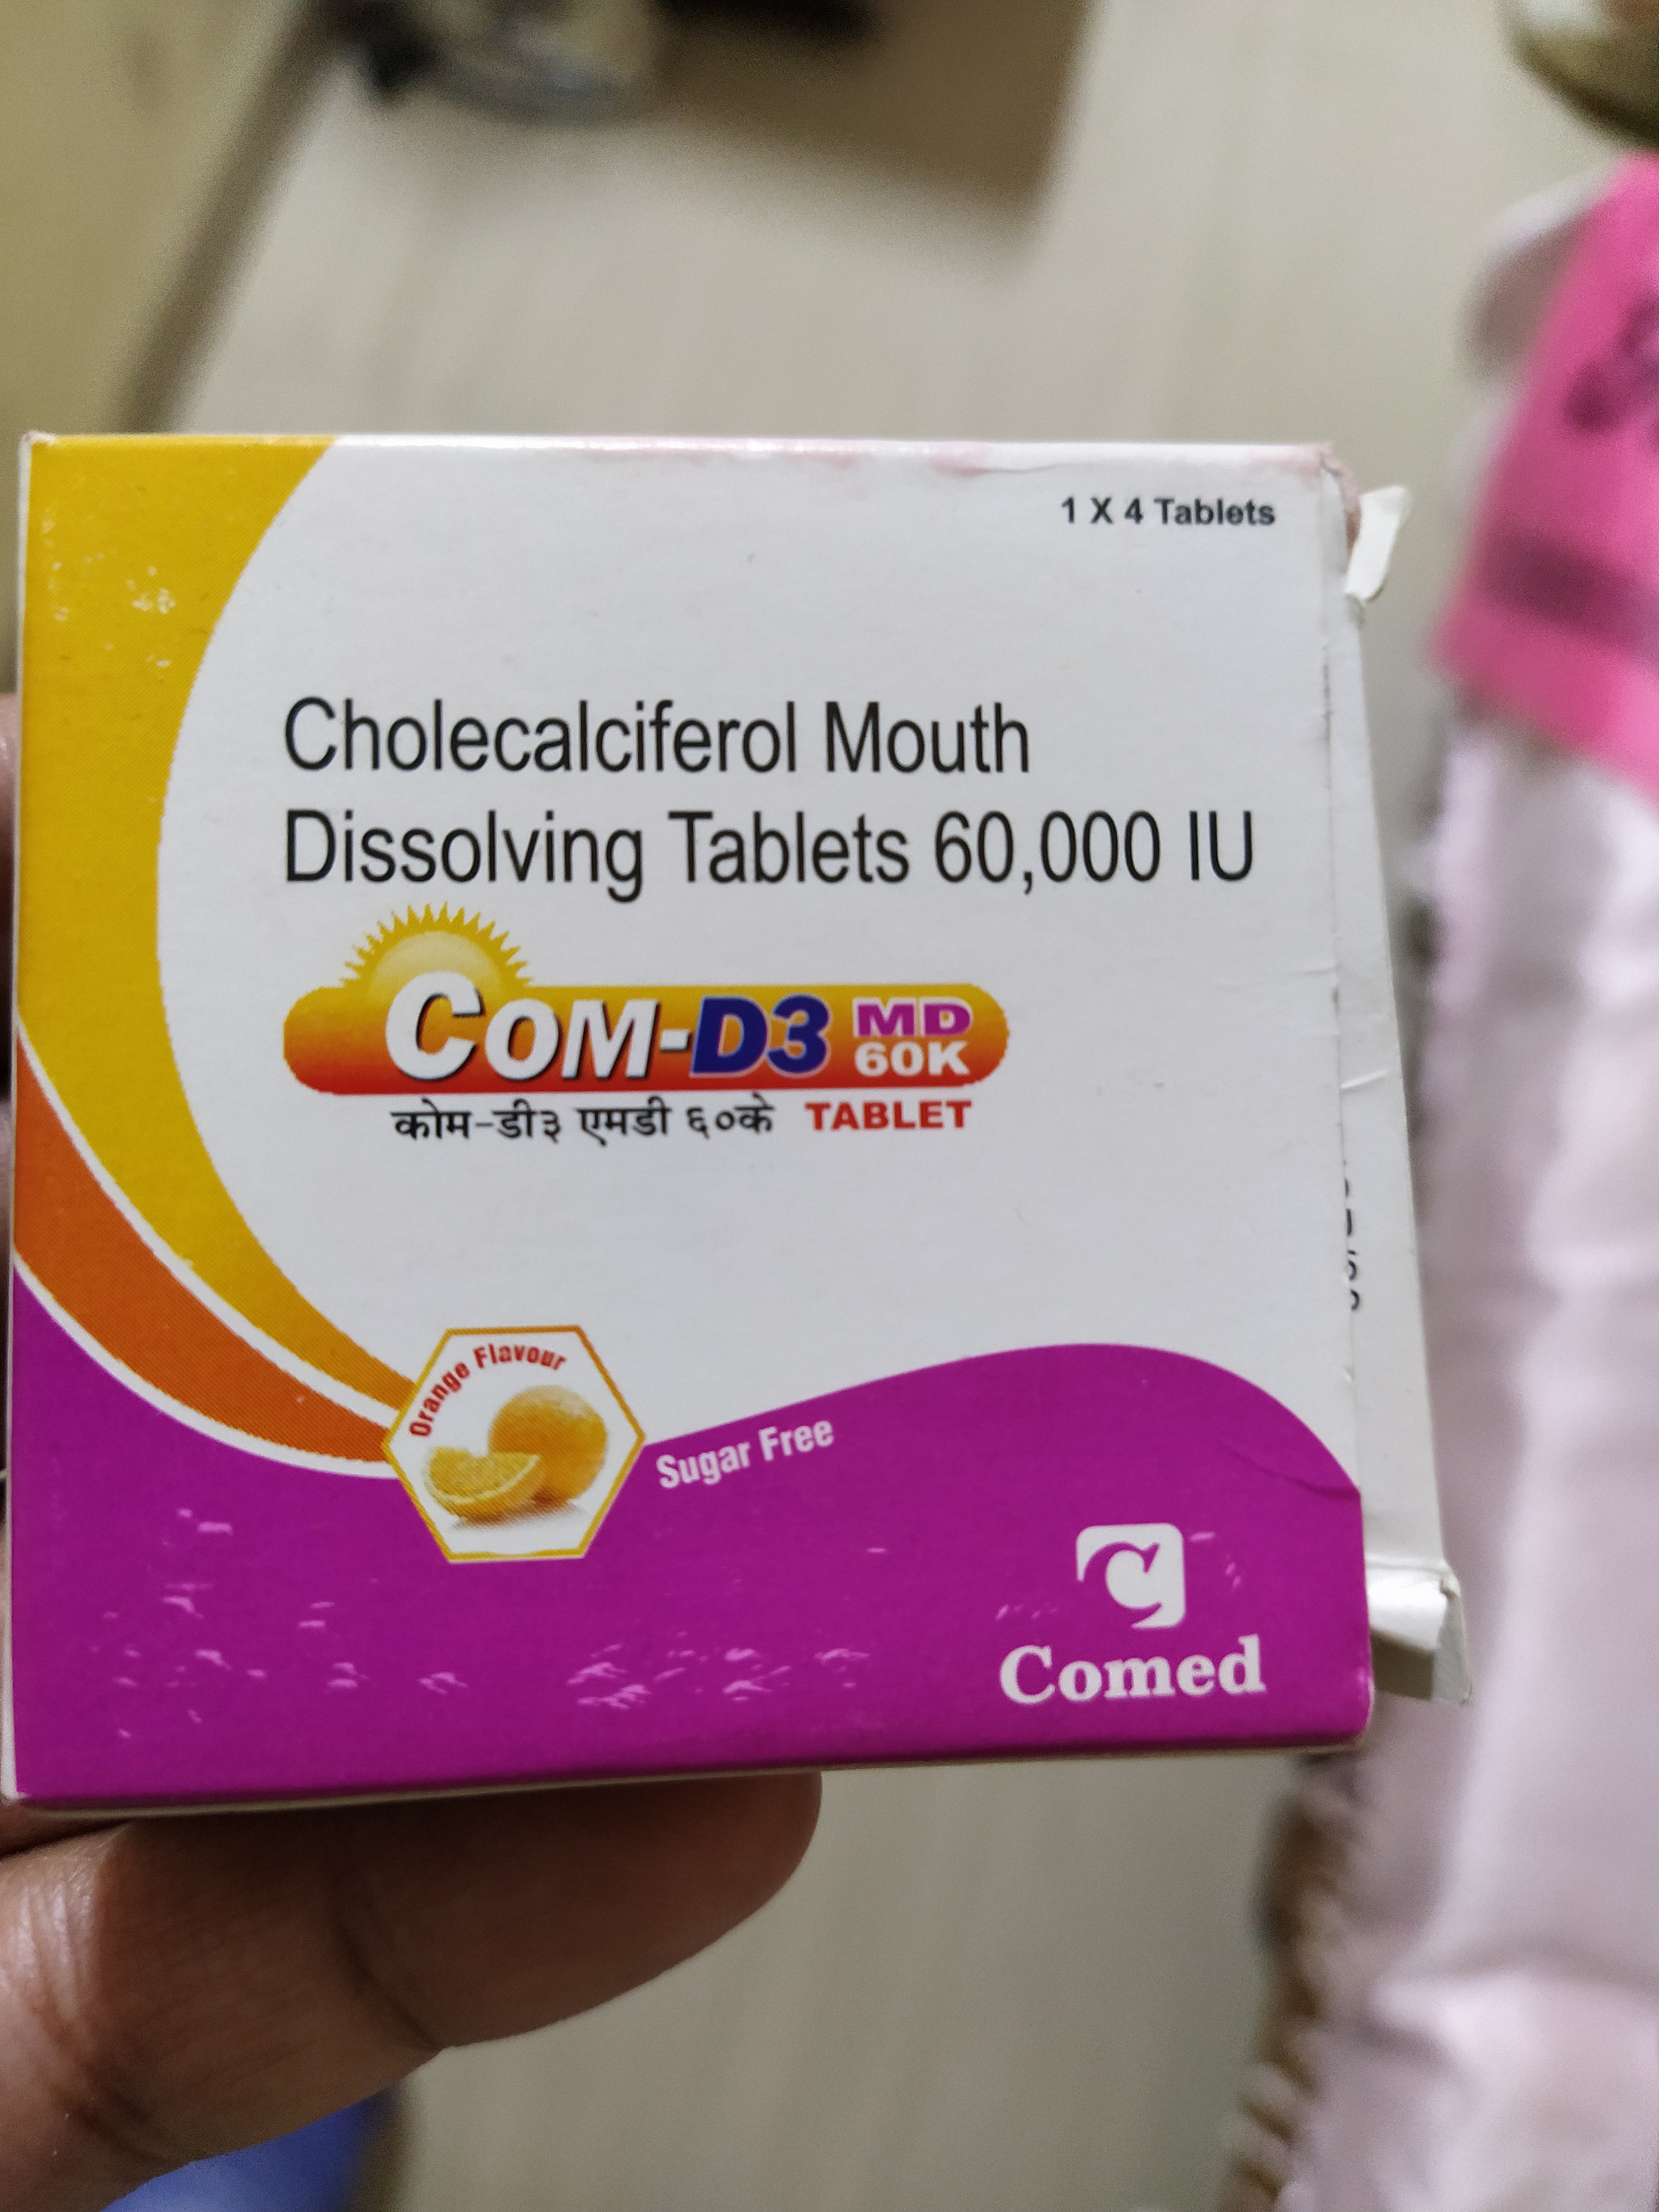 1 X 4 Tablets
Cholecalciferol Mouth
Dissolving Tablets 60,000 IU
COM-D3 MD
60K
कोम-डी३ एमडी ६०के TABLET
Orange Flavour
Sugar Free
Comed